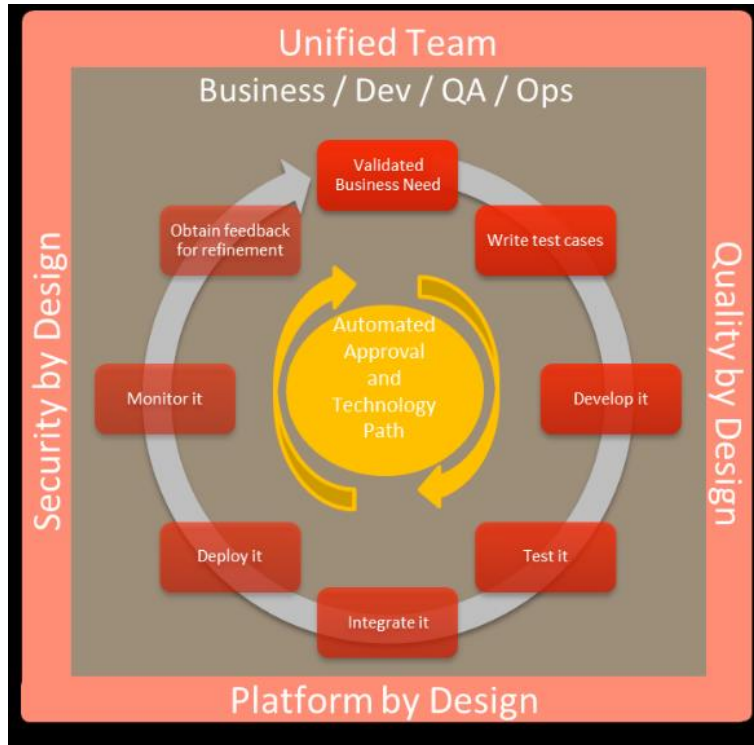 Unified Team
Business / Dev / QA / Ops
Validated
Business Need
Write test cases
Develop it
Test it
Integrate it
Deploy it
Monitor it
Obtain feedback
for refinement
Automated
Approval
and
Technology
Path
Security by Design
Quality by Design
Platform by Design